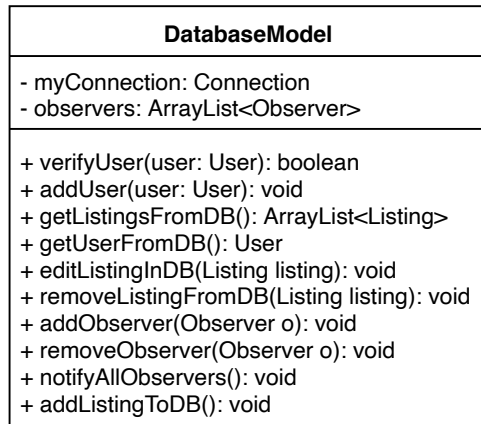 DatabaseModel
- myConnection: Connection
- observers: ArrayList<Observer>
+ verifyUser(user: User): boolean
+ addUser(user: User): void
+ getListingsFromDB(): ArrayList<Listing>
+ getUserFromDB(): User
+ editListingInDB(Listing listing): void
+ removeListingFromDB(Listing listing): void
+ addObserver(Observer o): void
+ removeObserver(Observer o): void
+ notifyAllObservers(): void
+ addListingToDB(): void